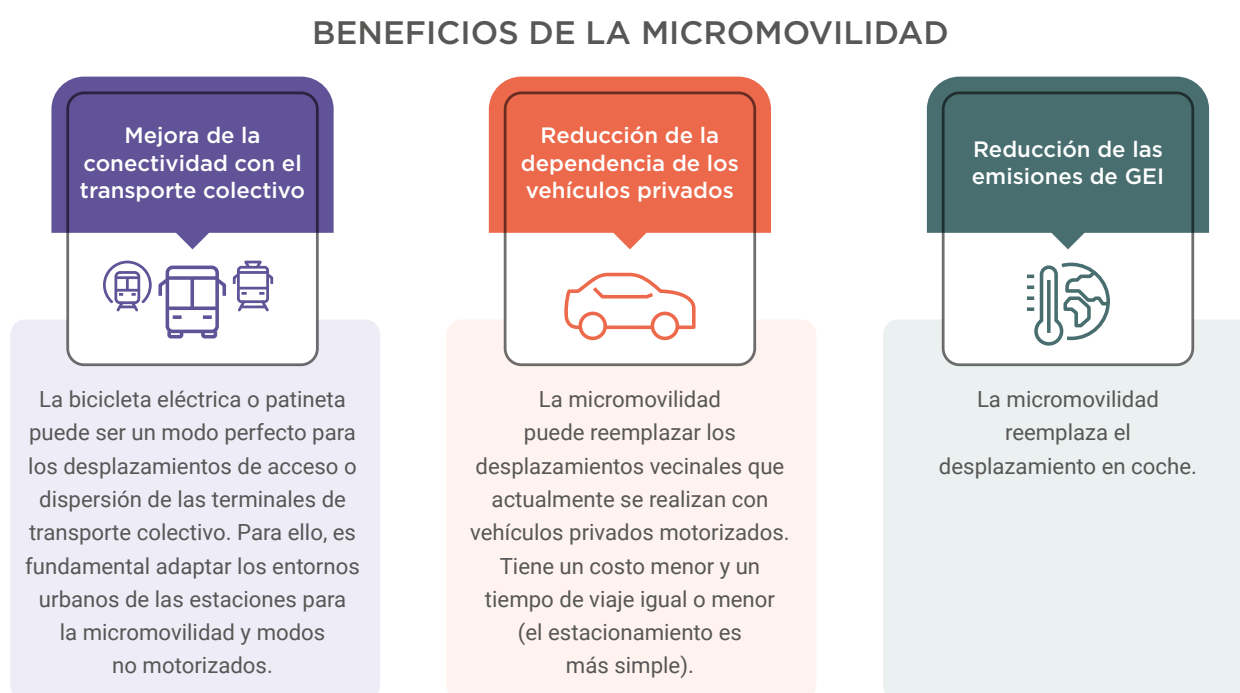 BENEFICIOS DE LA MICROMOVILIDAD
Mejora de la
conectividad con el
transporte colectivo
La bicicleta eléctrica o patineta
puede ser un modo perfecto para
los desplazamientos de acceso o
dispersión de las terminales de
transporte colectivo. Para ello, es
fundamental adaptar los entornos
urbanos de las estaciones para
la micromovilidad y modos
no motorizados.
Reducción de la
dependencia de los
vehículos privados
La micromovilidad
puede reemplazar los
desplazamientos vecinales que
actualmente se realizan con
vehículos privados motorizados.
Tiene un costo menor y un
tiempo de viaje igual o menor
(el estacionamiento es
más simple).
Reducción de las
emisiones de GEI
La micromovilidad
reemplaza el
desplazamiento en coche.